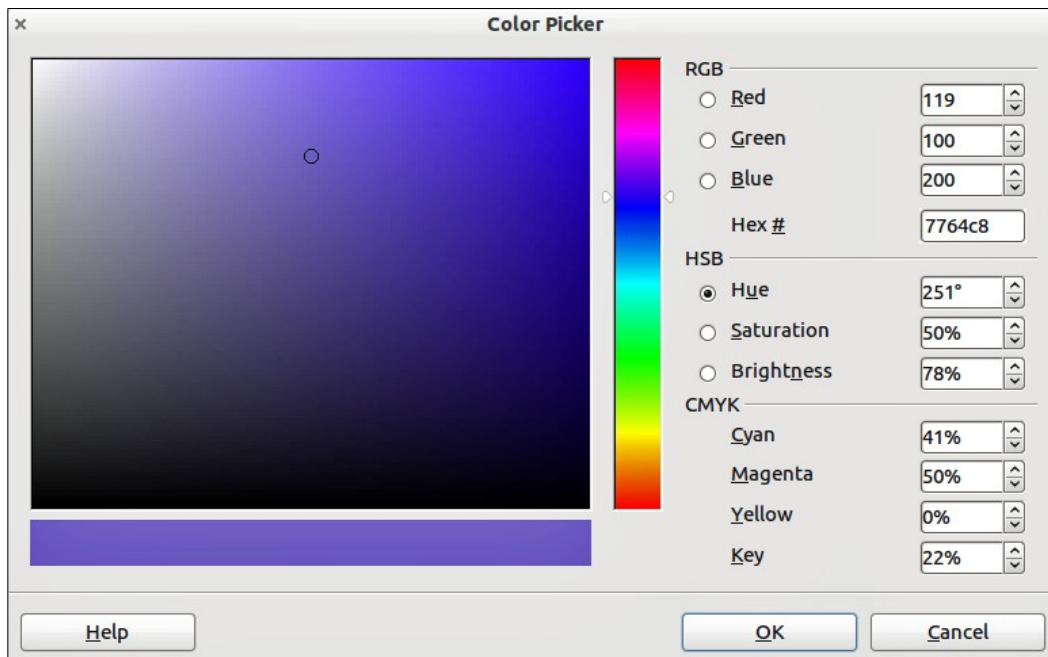 Color Picker
RGB
Red 119
Green 100
Blue 200
Hex # 7764c8
HSB
Hue 251°
Saturation 50%
Brightness 78%
CMYK
Cyan 41%
Magenta 50%
Yellow 0%
Key 22%
Help OK Cancel